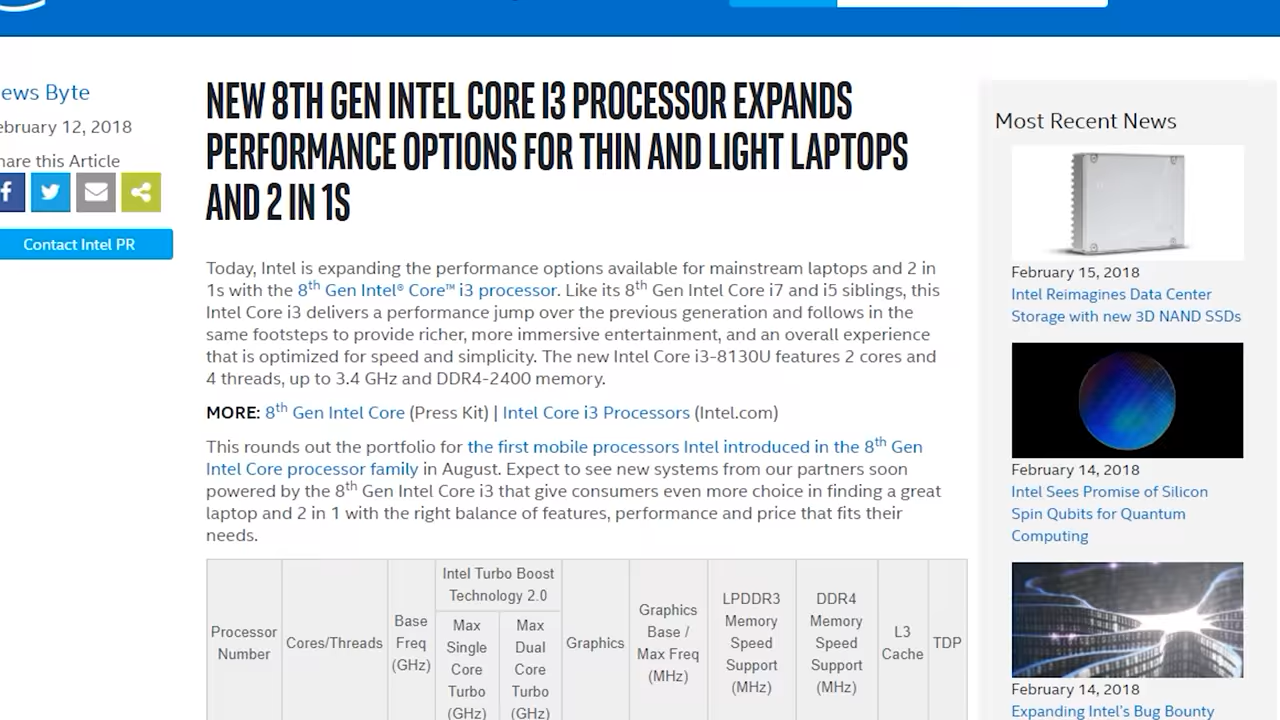 ews Byte
ebruary 12, 2018
hare this Article
Contact Intel PR
NEW 8TH GEN INTEL CORE I3 PROCESSOR EXPANDS
PERFORMANCE OPTIONS FOR THIN AND LIGHT LAPTOPS
AND 2 IN 1S
Today, Intel is expanding the performance options available for mainstream laptops and 2 in
1s with the 8th Gen Intel® Core™ i3 processor. Like its 8th Gen Intel Core i7 and i5 siblings, this
Intel Core i3 delivers a performance jump over the previous generation and follows in the
same footsteps to provide richer, more immersive entertainment, and an overall experience
that is optimized for speed and simplicity. The new Intel Core i3-8130U features 2 cores and
4 threads, up to 3.4 GHz and DDR4-2400 memory.
MORE: 8th Gen Intel Core (Press Kit) | Intel Core i3 Processors (Intel.com)
This rounds out the portfolio for the first mobile processors Intel introduced in the 8th Gen
Intel Core processor family in August. Expect to see new systems from our partners soon
powered by the 8th Gen Intel Core i3 that give consumers even more choice in finding a great
laptop and 2 in 1 with the right balance of features, performance and price that fits their
needs.
Processor
Number
Cores/Threads
Base
Freq
(GHz)
Intel Turbo Boost
Technology 2.0
Max
Single
Core
Turbo
(GHz)
Max
Dual
Core
Turbo
(GHz)
Graphics
Graphics
Base /
Max Freq
(MHz)
LPDDR3
Memory
Speed
Support
(MHz)
DDR4
Memory
Speed
Support
(MHz)
L3
Cache
TDP
Most Recent News
February 15, 2018
Intel Reimagines Data Center
Storage with new 3D NAND SSDs
February 14, 2018
Intel Sees Promise of Silicon
Spin Qubits for Quantum
Computing
February 14, 2018
Expanding Intel's Bug Bounty